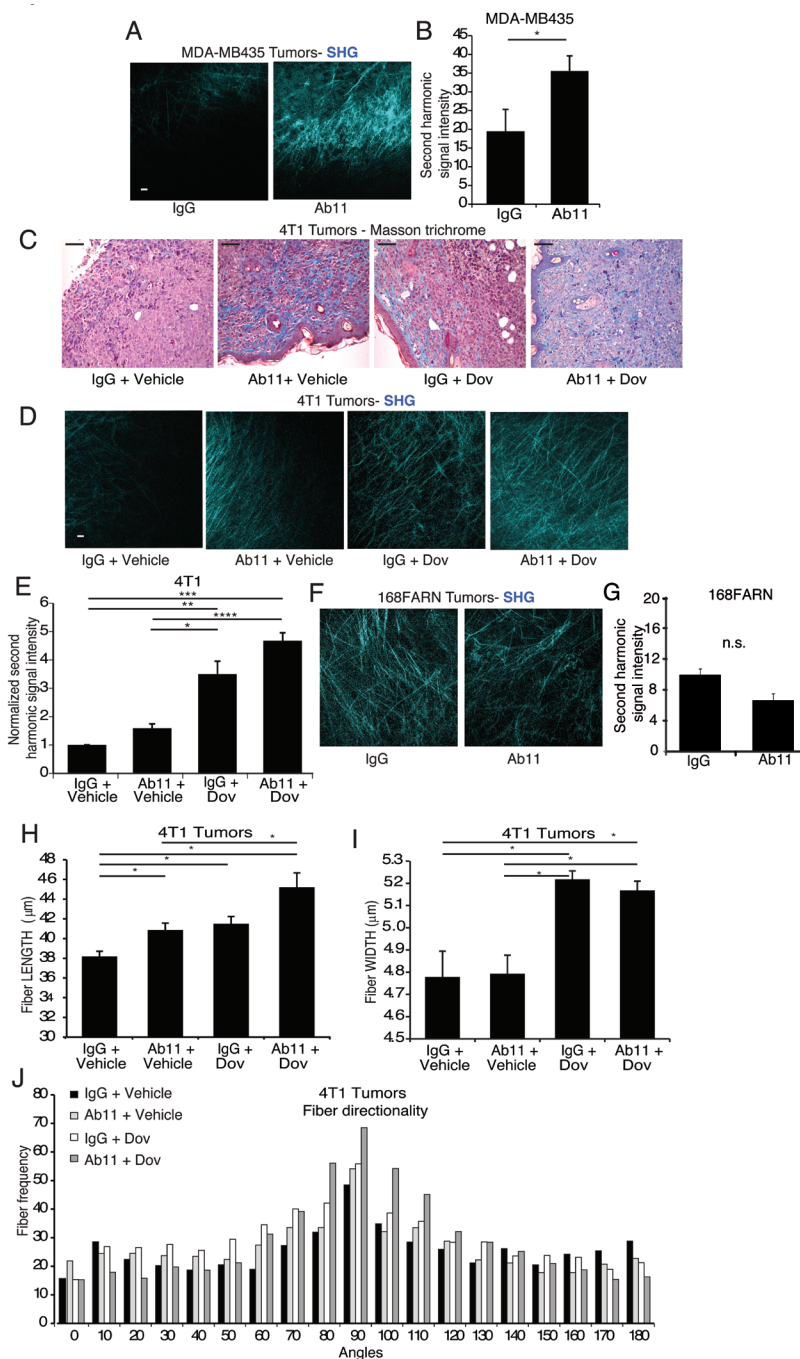 A
MDA-MB435 Tumors- SHG
IgG
Ab11
B
MDA-MB435
*
Second harmonic
signal intensity
45
40
35
30
25
20
15
10
5
0
IgG
Ab11
C
4T1 Tumors - Masson trichrome
IgG + Vehicle
Ab11+ Vehicle
IgG + Dov
Ab11 + Dov
D
4T1 Tumors- SHG
IgG + Vehicle
Ab11 + Vehicle
IgG + Dov
Ab11 + Dov
E
4T1
***
**
****
*
Normalized second
harmonic signal intensity
6
5
4
3
2
1
0
IgG +
Vehicle
Ab11 +
Vehicle
IgG +
Dov
Ab11 +
Dov
F
168FARN Tumors- SHG
IgG
Ab11
G
168FARN
n.s.
Second harmonic
signal intensity
20
16
12
8
4
0
IgG
Ab11
H
4T1 Tumors
*
*
*
*
Fiber LENGTH (μm)
48
46
44
42
40
38
36
34
32
30
IgG +
Vehicle
Ab11 +
Vehicle
IgG +
Dov
Ab11 +
Dov
I
4T1 Tumors
*
*
*
*
Fiber WIDTH (μm)
5.3
5.2
5.1
5.0
4.9
4.8
4.7
4.6
4.5
IgG +
Vehicle
Ab11 +
Vehicle
IgG +
Dov
Ab11 +
Dov
J
4T1 Tumors
Fiber directionality
IgG + Vehicle
Ab11 + Vehicle
IgG + Dov
Ab11 + Dov
Fiber frequency
80
70
60
50
40
30
20
10
0
0 10 20 30 40 50 60 70 80 90 100 110 120 130 140 150 160 170 180
Angles